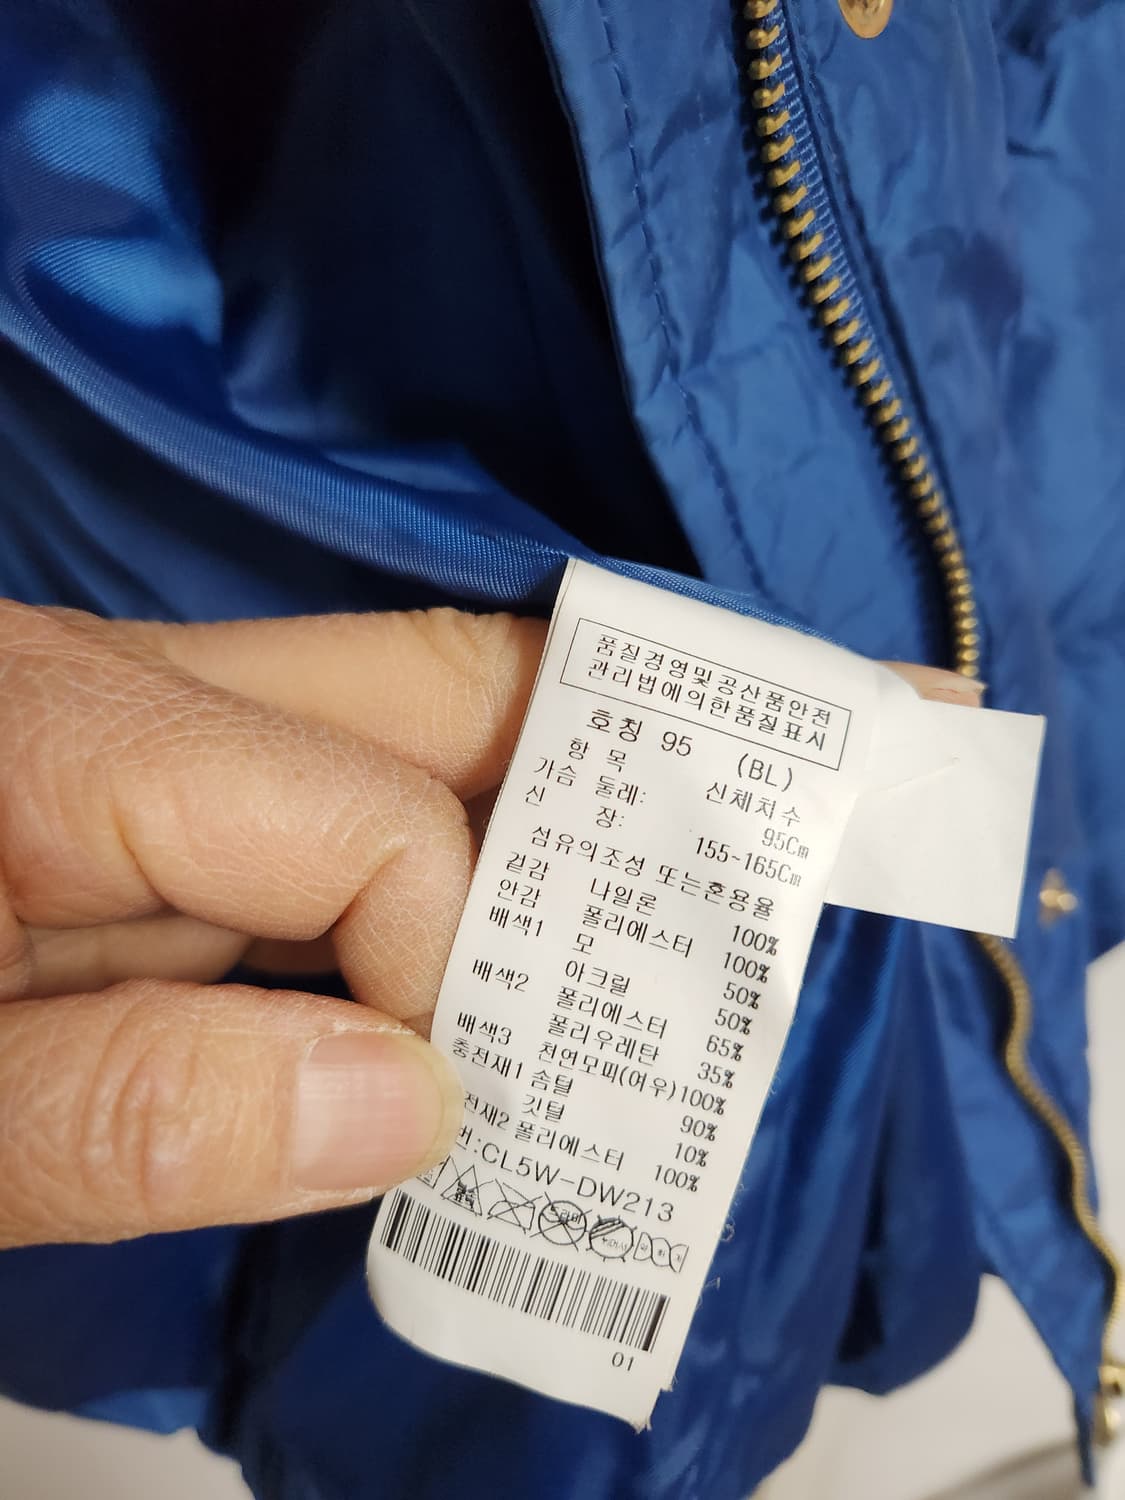 품질경영및공산품안전
관리법에의한품질표시
호칭 95 (BL)
항 목 신체치수
가슴 둘레: 95Cm
신 장: 155~165Cm
섬유의조성 또는혼용율
겉감 나일론 100%
안감 폴리에스터 100%
배색1 모 50%
아크릴 50%
배색2 폴리에스터 65%
폴리우레탄 35%
배색3 천연모피(여우)100%
충전재1 솜털 90%
깃털 10%
전재2 폴리에스터 100%
번:CL5W-DW213
01